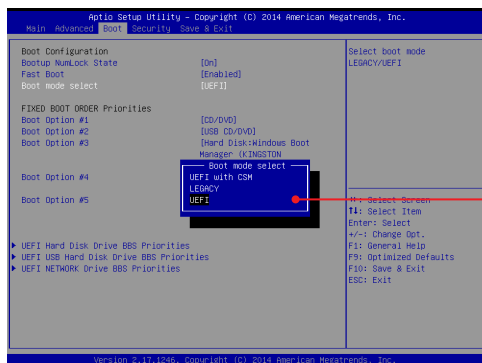 Aptio Setup Utility - Copyright (C) 2014 American Megatrends, Inc.
Main Advanced Boot Security Save & Exit
Boot Configuration
Bootup NumLock State [On]
Fast Boot [Enabled]
Boot mode select [UEFI]
FIXED BOOT ORDER Priorities
Boot Option #1 [CD/DVD]
Boot Option #2 [USB CD/DVD]
Boot Option #3 [Hard Disk:Windows Boot
Manager (KINGSTON
Boot Option #4
Boot Option #5
Boot mode select
UEFI with CSM
LEGACY
UEFI
UEFI Hard Disk Drive BBS Priorities
UEFI USB Hard Disk Drive BBS Priorities
UEFI NETWORK Drive BBS Priorities
Select boot mode
LEGACY/UEFI
: Select Screen
↑↓: Select Item
Enter: Select
+/-: Change Opt.
F1: General Help
F9: Optimized Defaults
F10: Save & Exit
ESC: Exit
Version 2.17.1246. Copyright (C) 2014 American Megatrends, Inc.